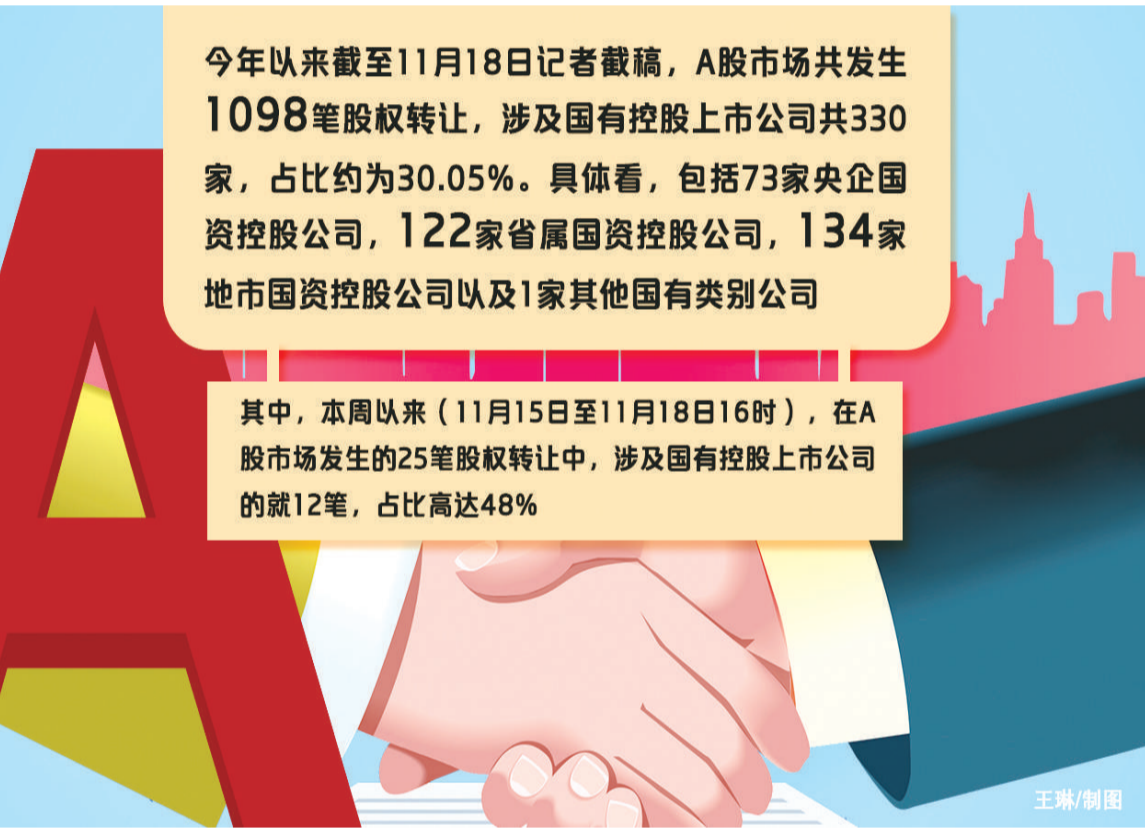 今年以来截至11月18日记者截稿，A股市场共发生
1098笔股权转让，涉及国有控股上市公司共330
家，占比约为30.05%。具体看，包括73家央企国
资控股公司，122家省属国资控股公司，134家
地市国资控股公司以及1家其他国有类别公司
其中，本周以来（11月15日至11月18日16时），在A
股市场发生的25笔股权转让中，涉及国有控股上市公司
的就12笔，占比高达48%
王琳/制图